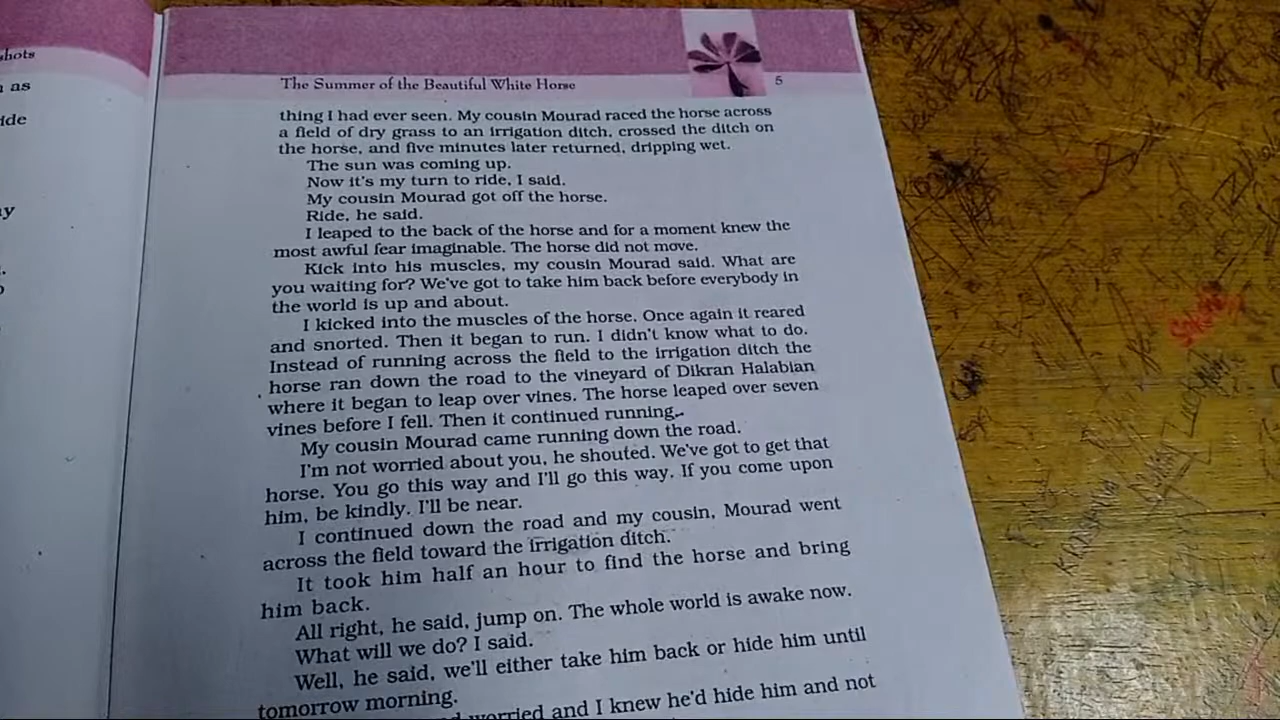 shots
as
ide
The Summer of the Beautiful White Horse
5
thing I had ever seen. My cousin Mourad raced the horse across
a field of dry grass to an irrigation ditch, crossed the ditch on
the horse, and five minutes later returned, dripping wet.
The sun was coming up.
Now it's my turn to ride, I said.
My cousin Mourad got off the horse.
Ride, he said.
I leaped to the back of the horse and for a moment knew the
most awful fear imaginable. The horse did not move.
Kick into his muscles, my cousin Mourad said. What are
you waiting for? We've got to take him back before everybody in
the world is up and about.
I kicked into the muscles of the horse. Once again it reared
and snorted. Then it began to run. I didn't know what to do.
Instead of running across the field to the irrigation ditch the
horse ran down the road to the vineyard of Dikran Halabian
where it began to leap over vines. The horse leaped over seven
vines before I fell. Then it continued running.
My cousin Mourad came running down the road.
I'm not worried about you, he shouted. We've got to get that
horse. You go this way and I'll go this way. If you come upon
him, be kindly. I'll be near.
I continued down the road and my cousin, Mourad went
across the field toward the irrigation ditch.
It took him half an hour to find the horse and bring
him back.
All right, he said, jump on. The whole world is awake now.
What will we do? I said.
Well, he said, we'll either take him back or hide him until
tomorrow morning.
worried and I knew he'd hide him and not